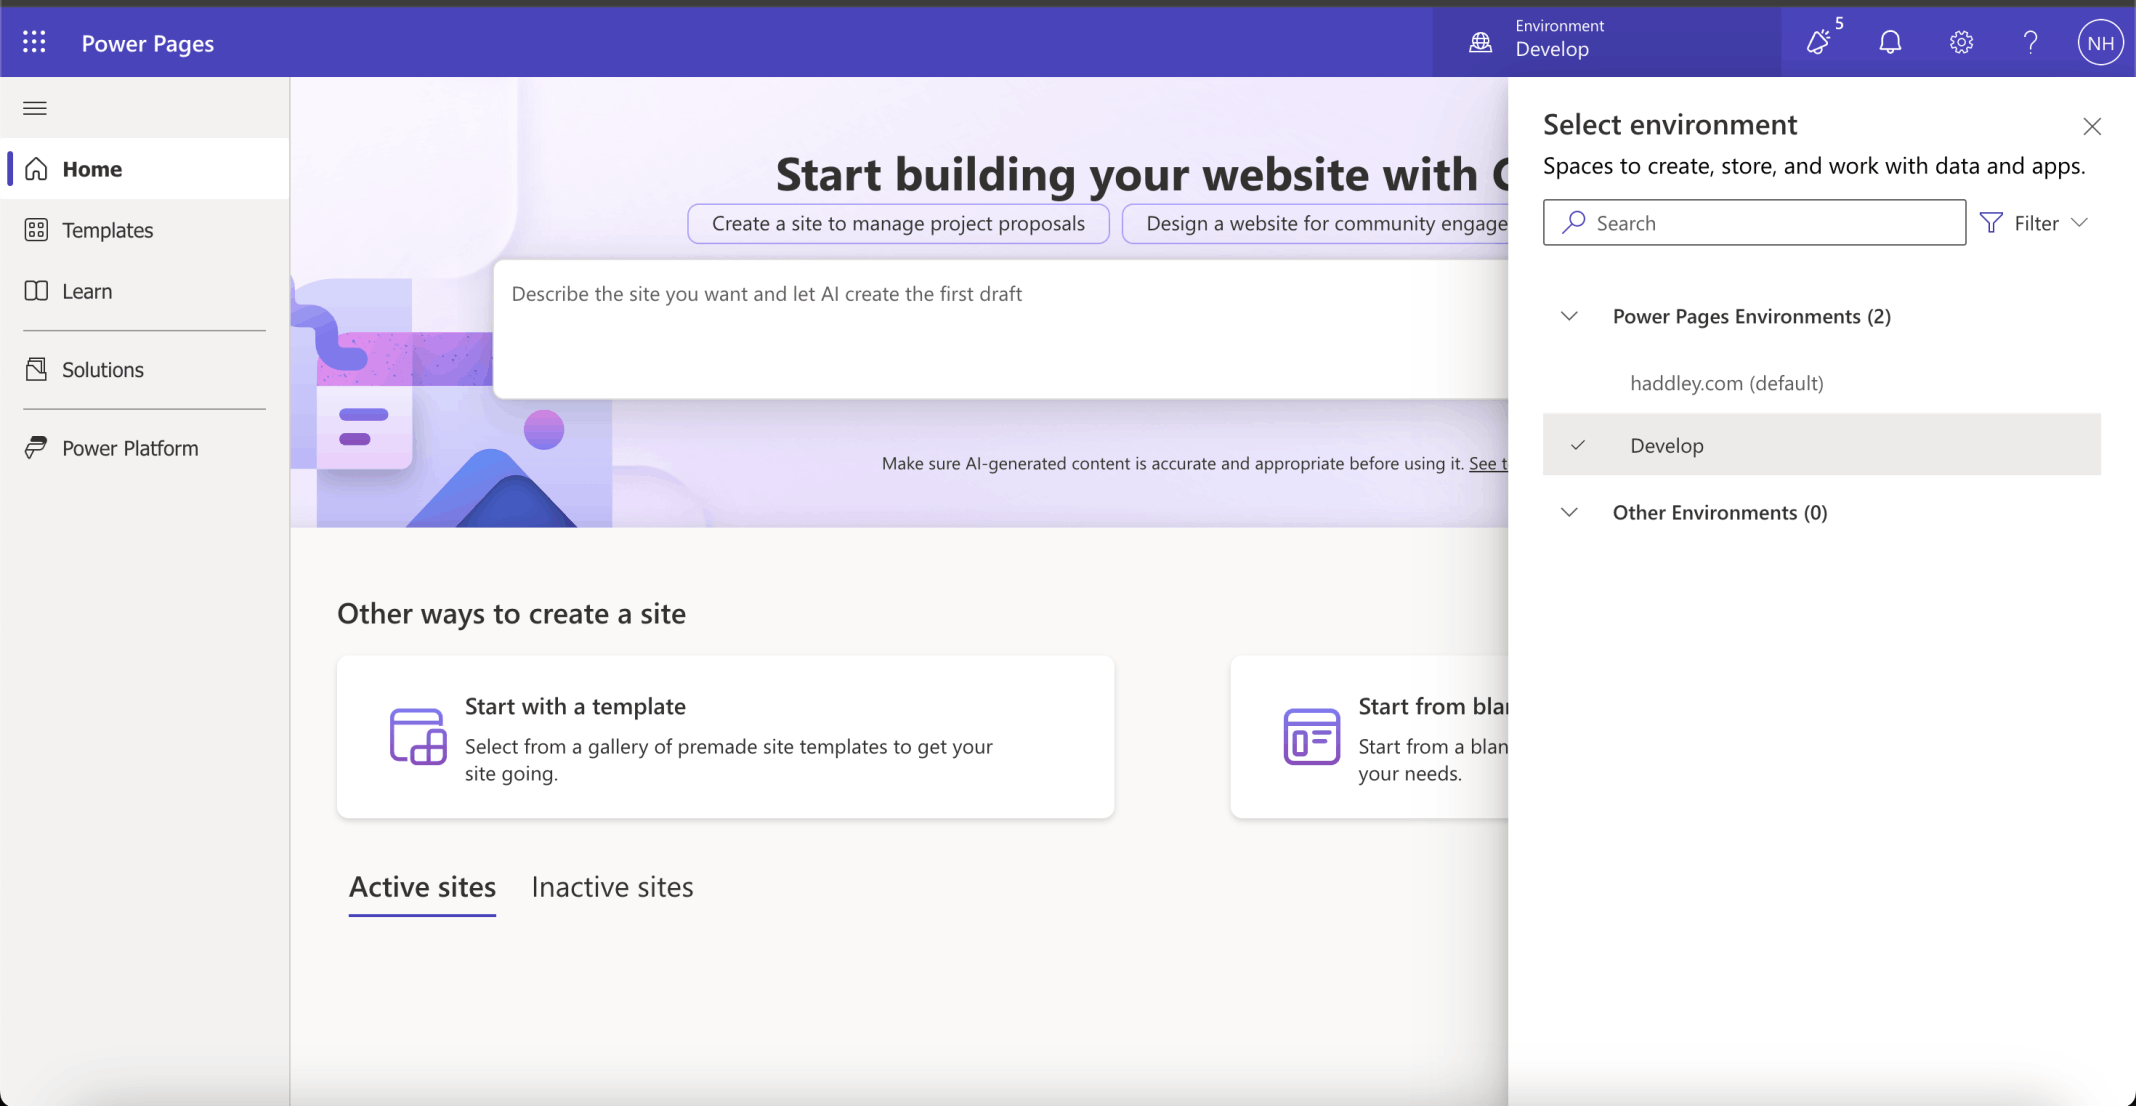 Power Pages
Environment
Develop
5
NH
Home
Templates
Learn
Solutions
Power Platform
Start building your website with
Create a site to manage project proposals
Design a website for community engage
Describe the site you want and let AI create the first draft
Make sure AI-generated content is accurate and appropriate before using it. See t
Other ways to create a site
Start with a template
Select from a gallery of premade site templates to get your
site going.
Start from bla
Start from a blan
your needs.
Active sites
Inactive sites
Select environment
Spaces to create, store, and work with data and apps.
Search
Filter
Power Pages Environments (2)
haddley.com (default)
Develop
Other Environments (0)